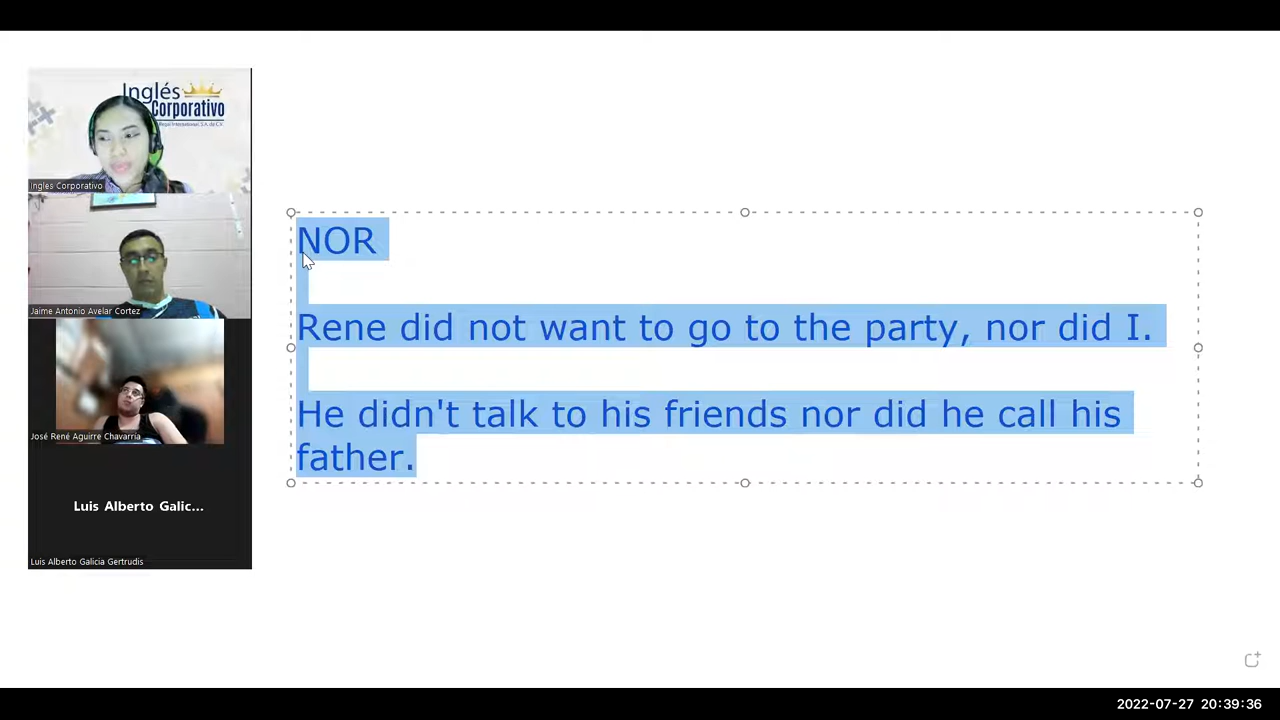 Inglés
Corporativo
Ingles Corporativo
Jaime Antonio Avelar Cortez
José René Aguirre Chavarria
Luis Alberto Galic...
Luis Alberto Galicia Gertrudis
NOR
Rene did not want to go to the party, nor did I.
He didn't talk to his friends nor did he call his
father.
2022-07-27 20:39:36